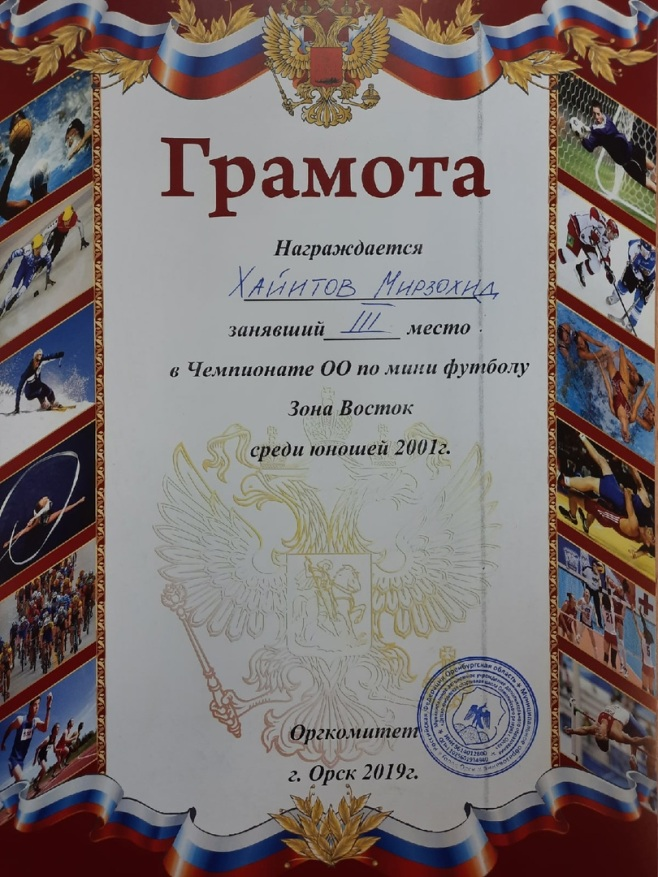 Грамота
Награждается
Хайитов Мирзохид
занявший III место
в Чемпионате ОО по мини футболу
Зона Восток
среди юношей 2001г.
Оргкомитет
г. Орск 2019г.